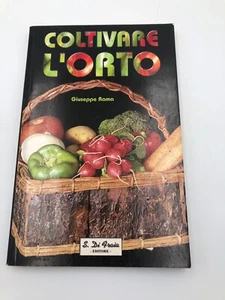 COLTIVARE
L'ORTO
Giuseppe Roma
S. Di Fraia
EDITORE